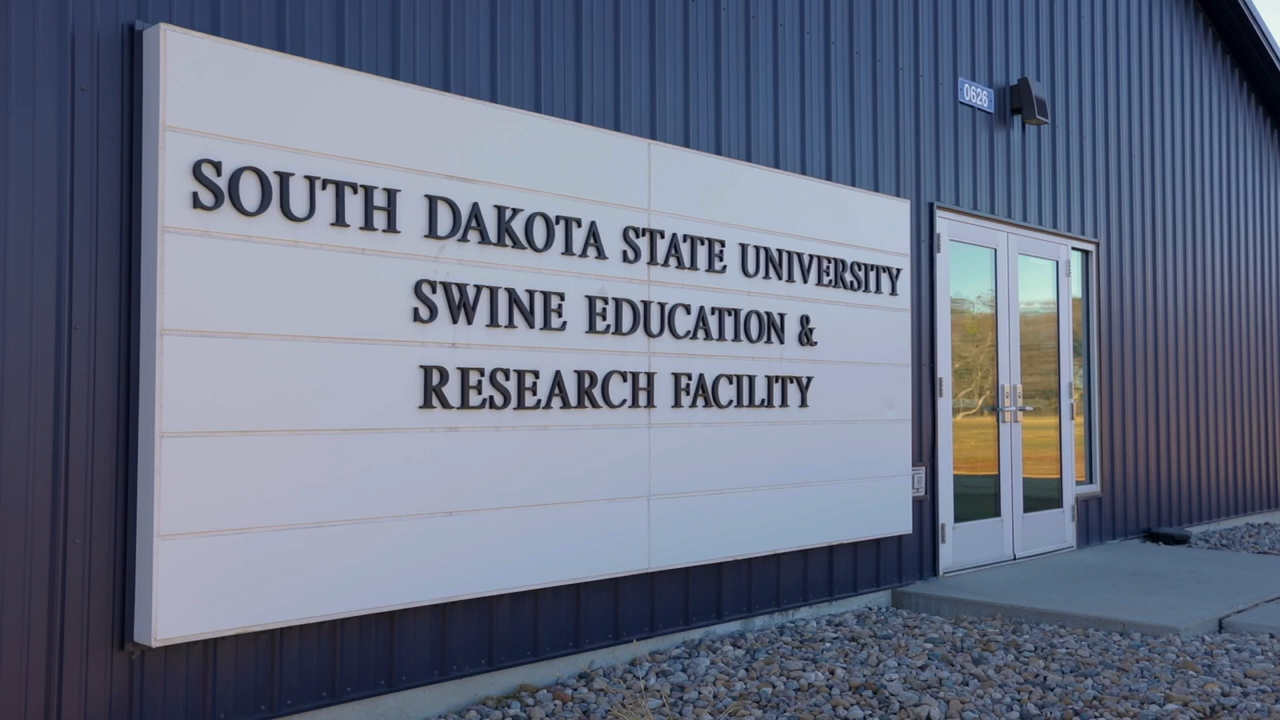 0626
SOUTH DAKOTA STATE UNIVERSITY
SWINE EDUCATION &
RESEARCH FACILITY